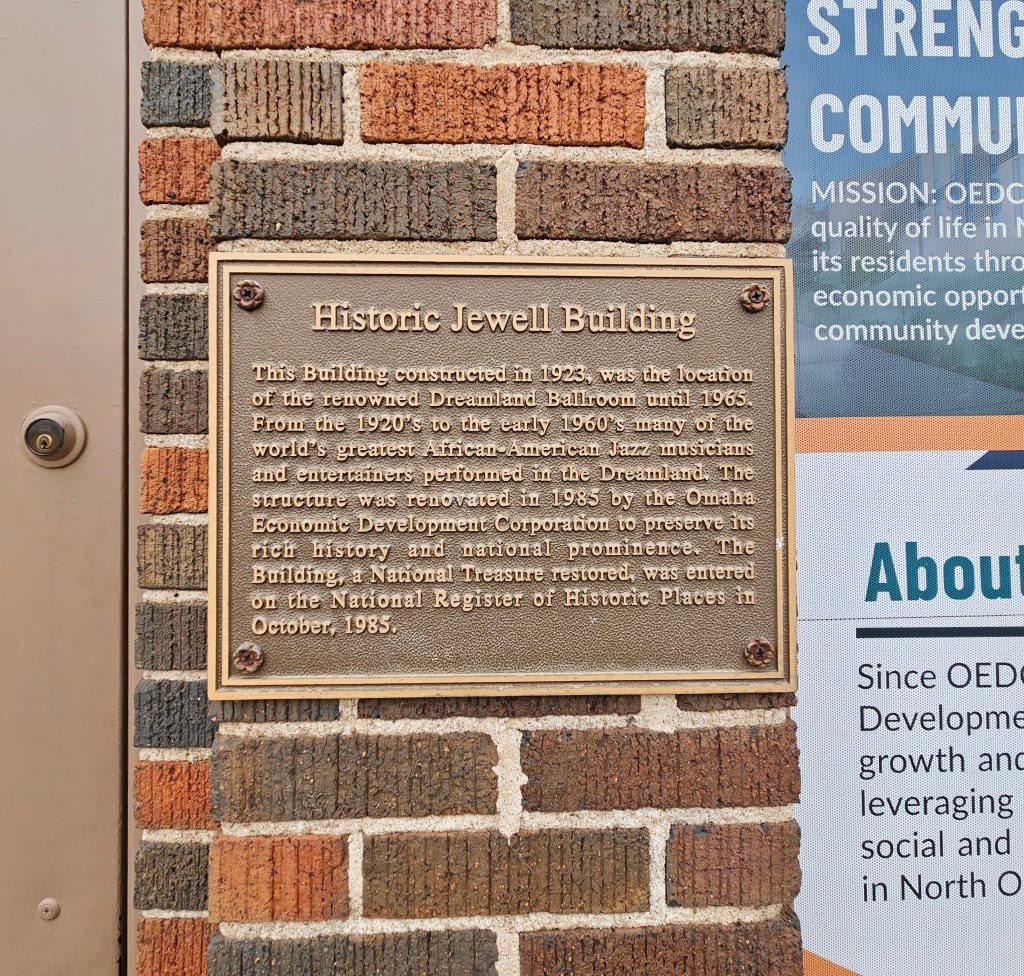 Historic Jewell Building
This Building constructed in 1923, was the location
of the renowned Dreamland Ballroom until 1965.
From the 1920's to the early 1960's many of the
world's greatest African-American Jazz musicians
and entertainers performed in the Dreamland. The
structure was renovated in 1985 by the Omaha
Economic Development Corporation to preserve its
rich history and national prominence. The
Building, a National Treasure restored, was entered
on the National Register of Historic Places in
October, 1985.
STRENG
COMMU
MISSION: OEDC
quality of life in N
its residents thro
economic opport
community deve
About
Since OEDC
Developme
growth and
leveraging
social and
in North O